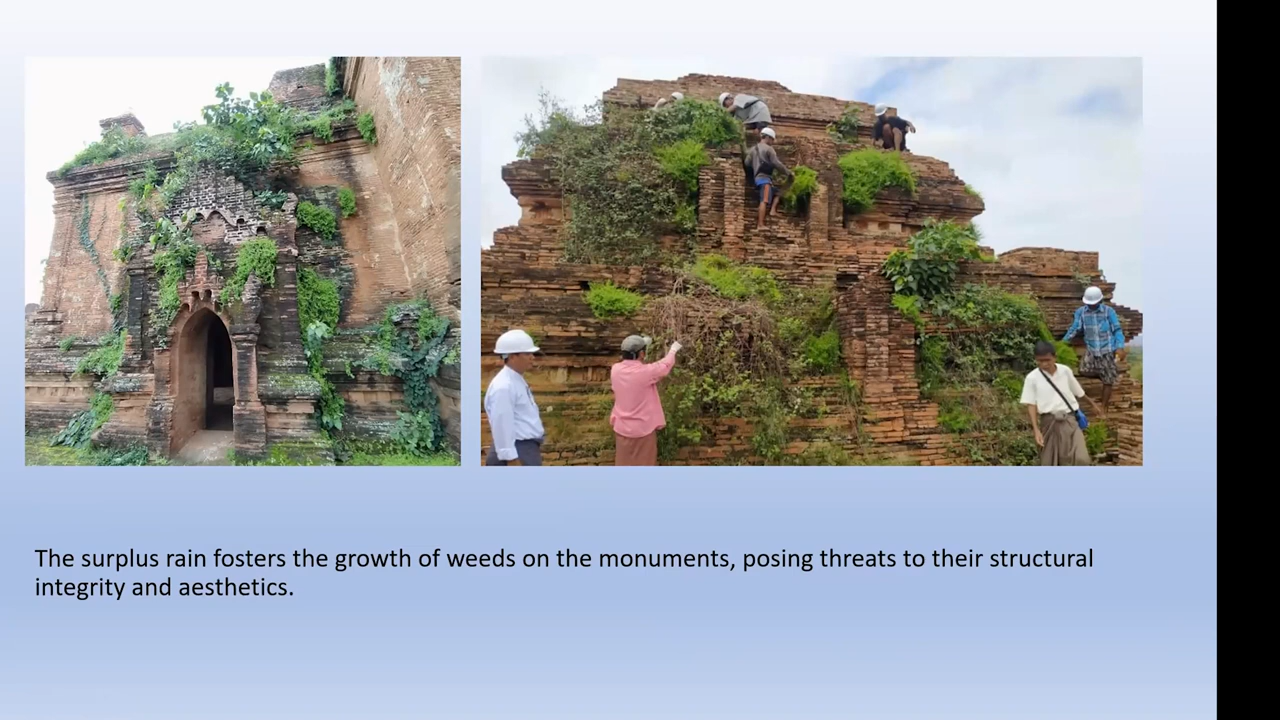 The surplus rain fosters the growth of weeds on the monuments, posing threats to their structural
integrity and aesthetics.